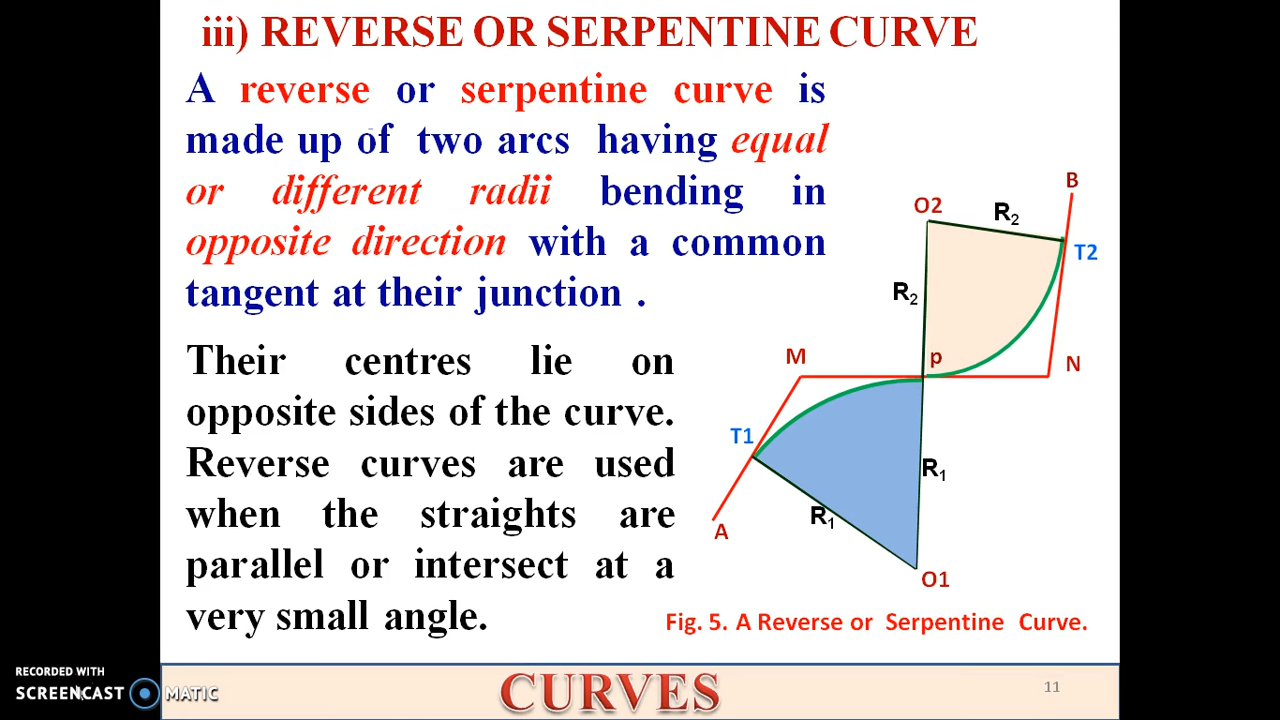 iii) REVERSE OR SERPENTINE CURVE
A reverse or serpentine curve is
made up of two arcs having equal
or different radii bending in
opposite direction with a common
tangent at their junction .
Their centres lie on
opposite sides of the curve.
Reverse curves are used
when the straights are
parallel or intersect at a
very small angle.
B
O2
R2
T2
R2
M
p
N
T1
R1
R1
A
O1
Fig. 5. A Reverse or Serpentine Curve.
RECORDED WITH
SCREENCAST MATIC
CURVES
11